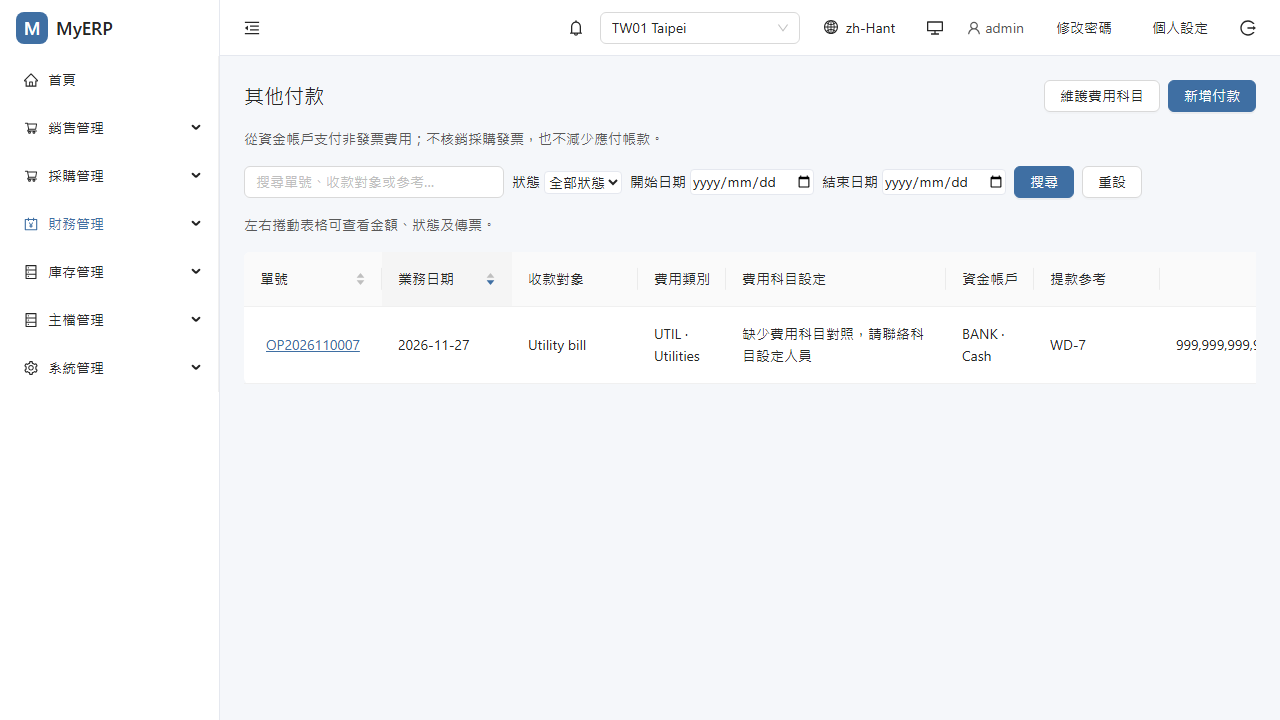 M MyERP
TW01 Taipei
zh-Hant
admin
修改密碼
個人設定
首頁
銷售管理
採購管理
財務管理
庫存管理
主檔管理
系統管理
其他付款
維護費用科目
新增付款
從資金帳戶支付非發票費用；不核銷採購發票，也不減少應付帳款。
搜尋單號、收款對象或參考...
狀態 全部狀態
開始日期 yyyy/mm/dd
結束日期 yyyy/mm/dd
搜尋
重設
左右捲動表格可查看金額、狀態及傳票。
單號 業務日期 收款對象 費用類別 費用科目設定 資金帳戶 提款參考
OP2026110007
2026-11-27
Utility bill
UTIL ·
Utilities
缺少費用科目對照，請聯絡科
目設定人員
BANK ·
Cash
WD-7
999,999,999,9